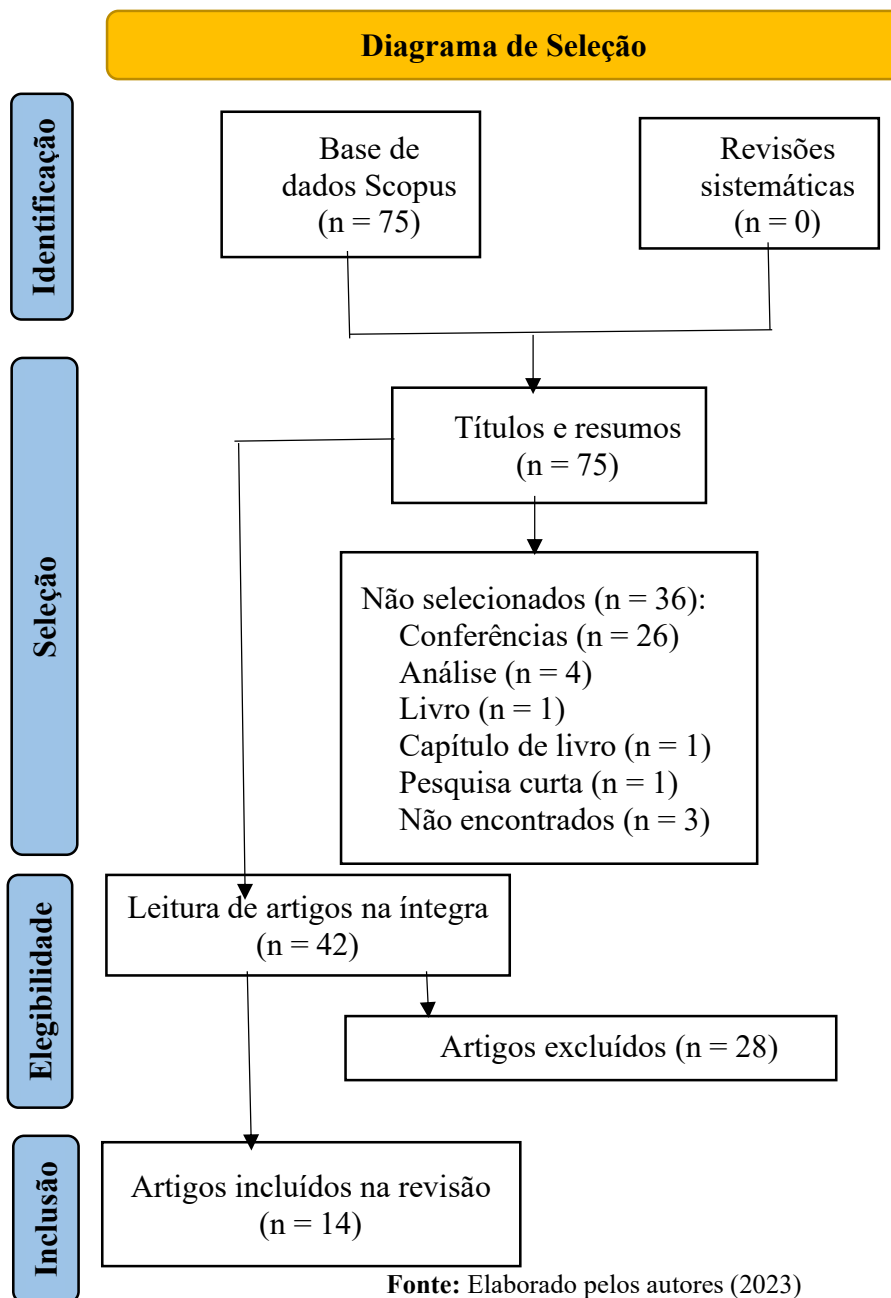 Diagrama de Seleção
Identificação
Base de
dados Scopus
(n = 75)
Revisões
sistemáticas
(n = 0)
Seleção
Títulos e resumos
(n = 75)
Não selecionados (n = 36):
Conferências (n = 26)
Análise (n = 4)
Livro (n = 1)
Capítulo de livro (n = 1)
Pesquisa curta (n = 1)
Não encontrados (n = 3)
Elegibilidade
Leitura de artigos na íntegra
(n = 42)
Artigos excluídos (n = 28)
Inclusão
Artigos incluídos na revisão
(n = 14)
Fonte: Elaborado pelos autores (2023)